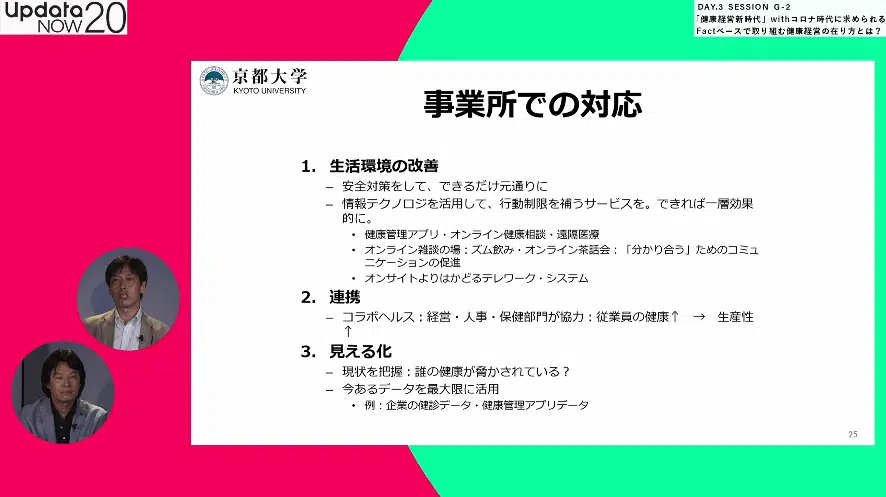 Updata
NOW20
DAY.3 SESSION G-2
「健康経営新時代」withコロナ時代に求められる
Factベースで取り組む健康経営の在り方とは？
京都大学
KYOTO UNIVERSITY
事業所での対応
1. 生活環境の改善
– 安全対策をして、できるだけ元通りに
– 情報テクノロジを活用して、行動制限を補うサービスを。できれば一層効果
的に。
• 健康管理アプリ・オンライン健康相談・遠隔医療
• オンライン雑談の場：ズム飲み・オンライン茶話会：「分かり合う」ためのコミュ
ニケーションの促進
• オンサイトよりはかどるテレワーク・システム
2. 連携
– コラボヘルス：経営・人事・保健部門が協力：従業員の健康↑ → 生産性
↑
3. 見える化
– 現状を把握：誰の健康が脅かされている？
– 今あるデータを最大限に活用
• 例：企業の健診データ・健康管理アプリデータ
25